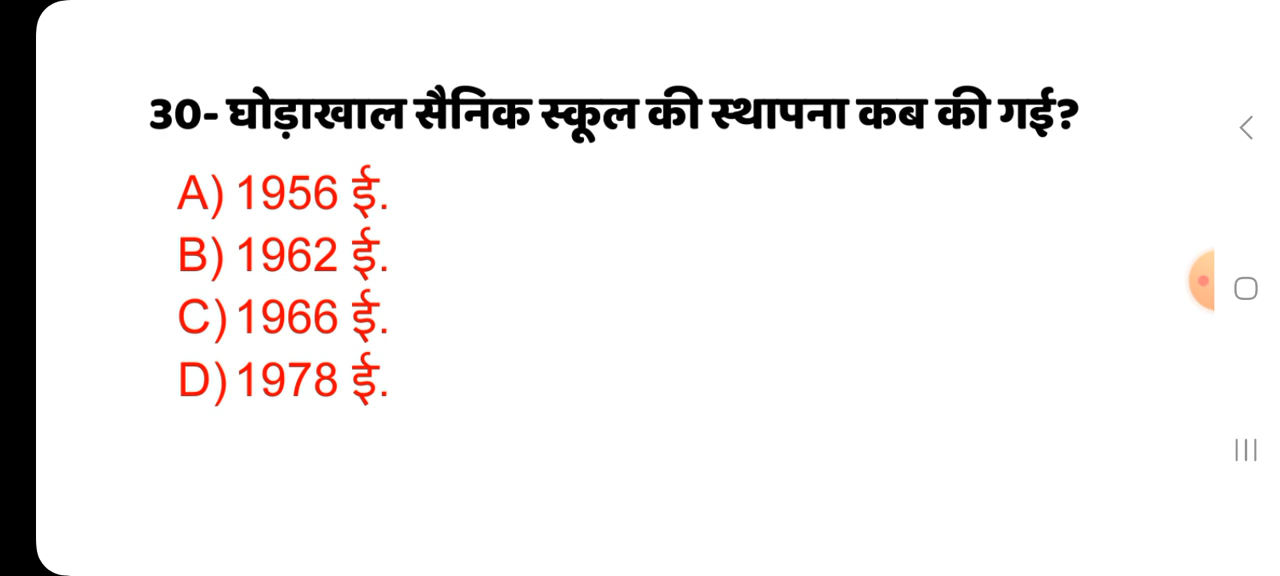 30- घोड़ाखाल सैनिक स्कूल की स्थापना कब की गई?
A) 1956 ई.
B) 1962 ई.
C) 1966 ई.
D) 1978 ई.